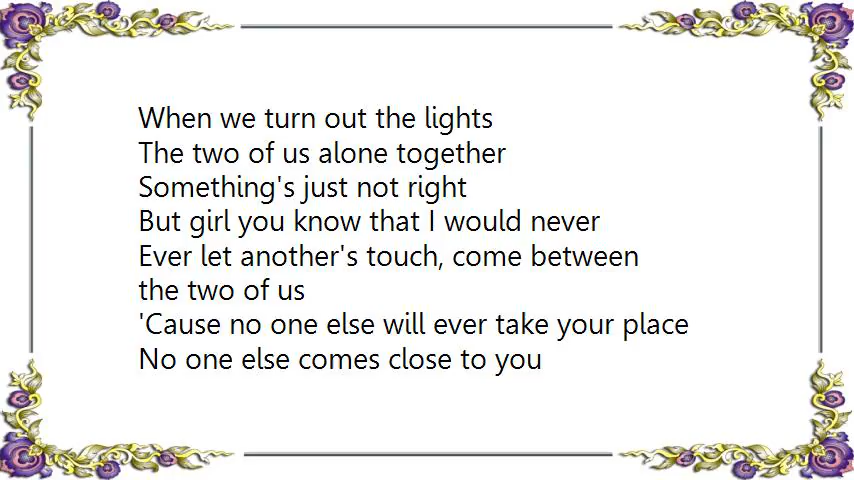 When we turn out the lights
The two of us alone together
Something's just not right
But girl you know that I would never
Ever let another's touch, come between
the two of us
'Cause no one else will ever take your place
No one else comes close to you